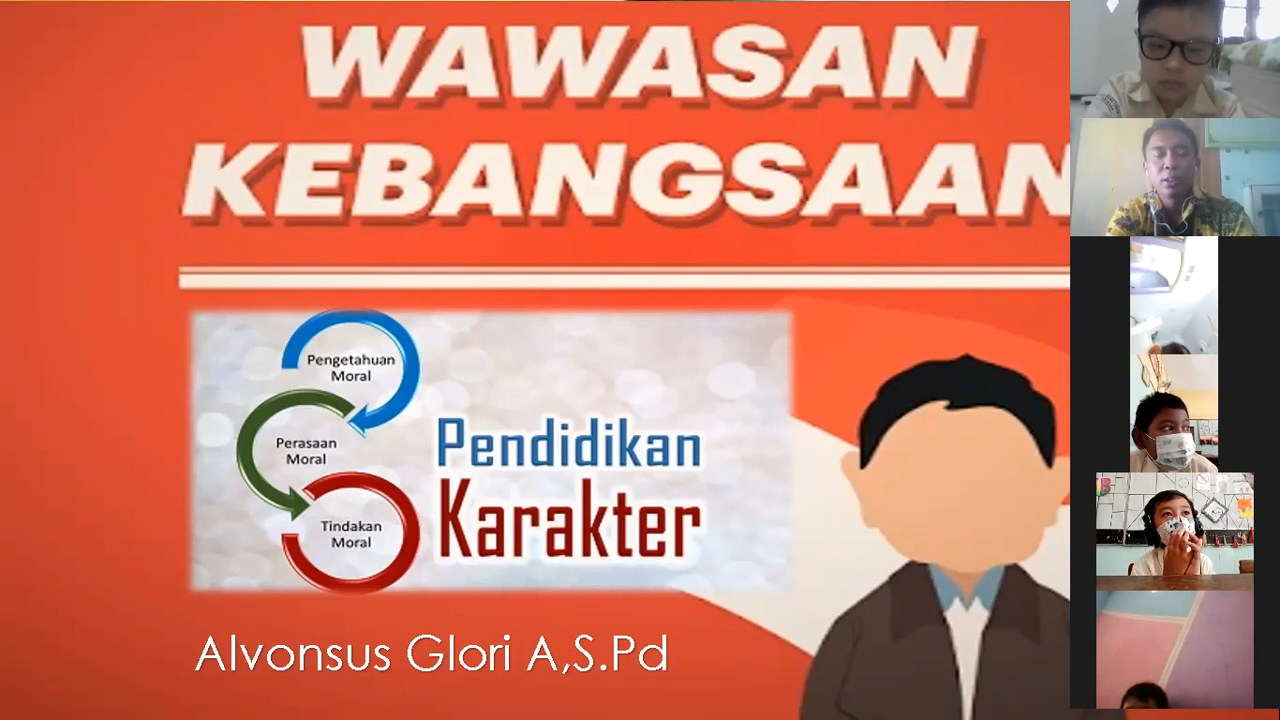 WAWASAN
KEBANGSAAN
Pengetahuan
Moral
Perasaan
Moral
Tindakan
Moral
Pendidikan
Karakter
Alvonsus Glori A,S.Pd